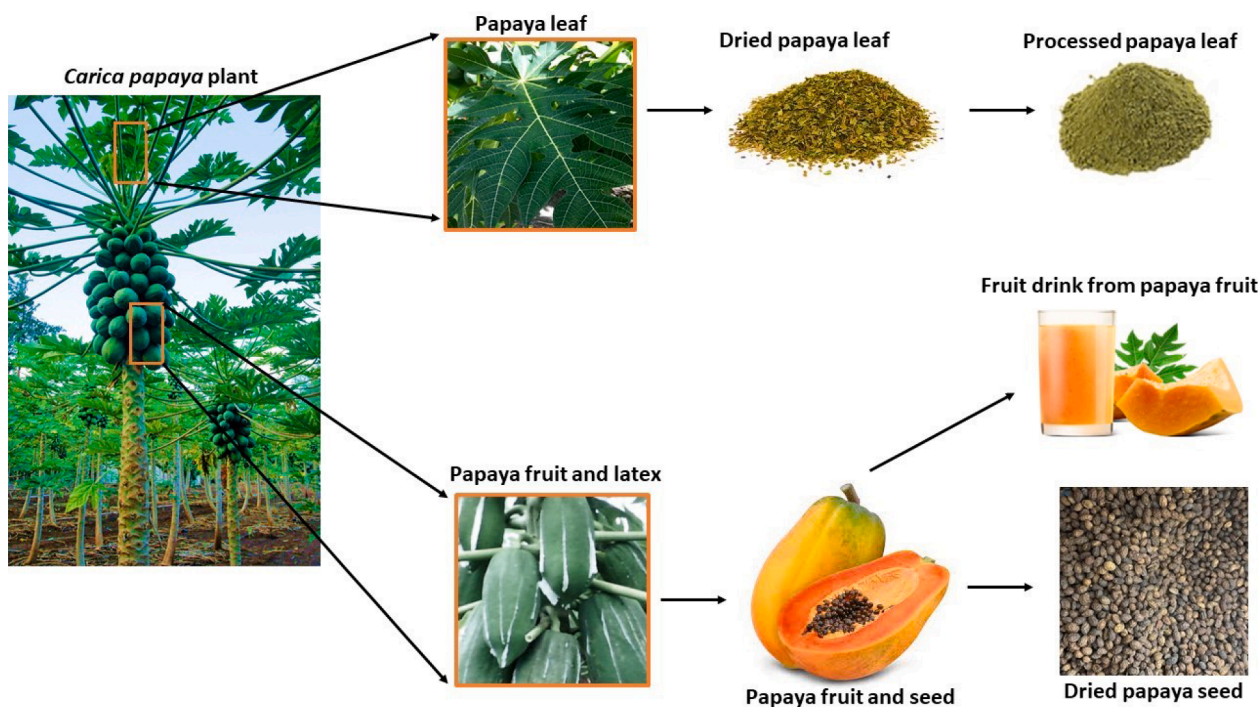 Papaya leaf
Dried papaya leaf
Processed papaya leaf
Carica papaya plant
Fruit drink from papaya fruit
Papaya fruit and latex
Papaya fruit and seed
Dried papaya seed